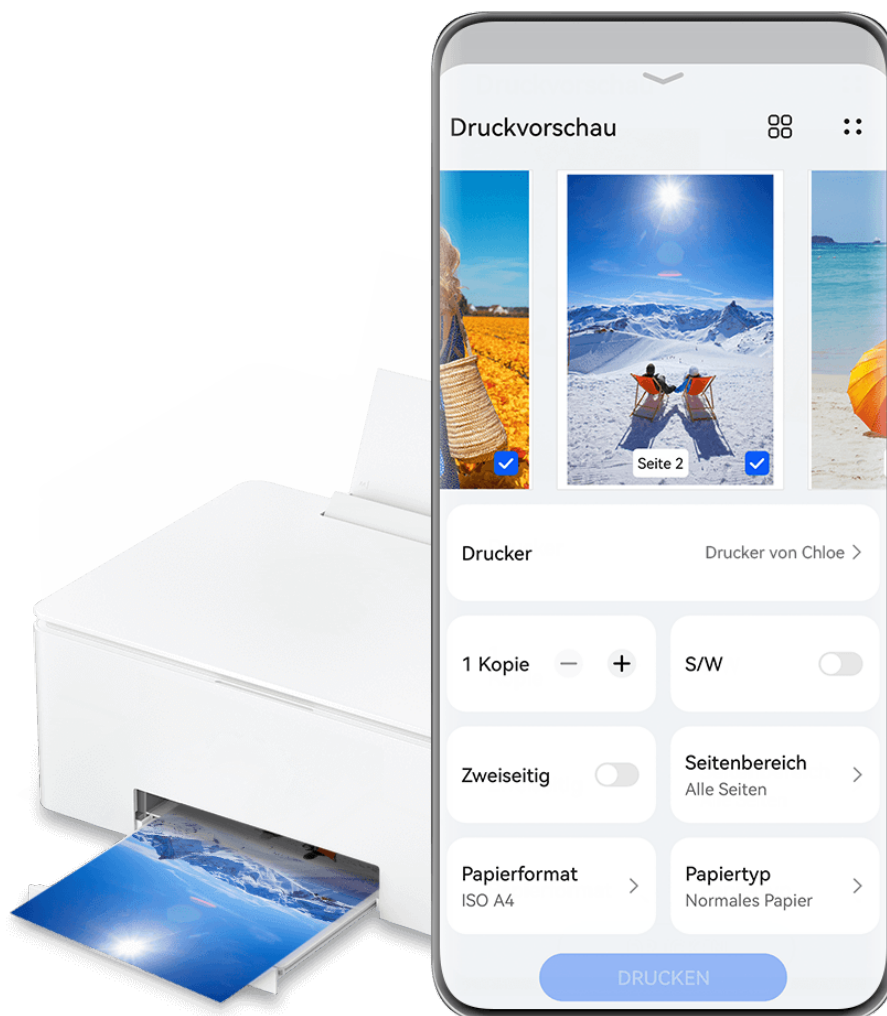 Druckvorschau
Seite 2
Drucker
Drucker von Chloe
1 Kopie
S/W
Zweiseitig
Seitenbereich
Alle Seiten
Papierformat
ISO A4
Papiertyp
Normales Papier
DRUCKEN